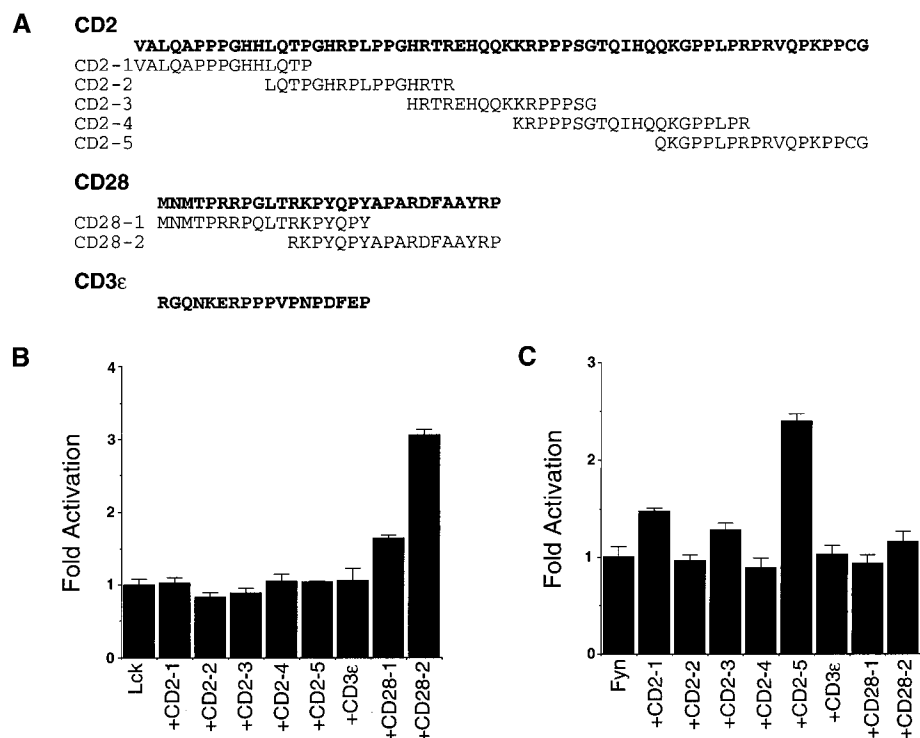 A
CD2
VALQAPPPGHHLQTPGHRPLPPGHRTREHQQKKRPPPSGTQIHQQKGPPLPRPRVQPKPPCG
CD2-1 VALQAPPPGHHLQTP
CD2-2 LQTPGHRPLPPGHRTR
CD2-3 HRTREHQQKKRPPPSG
CD2-4 KRPPPSGTQIHQQKGPPLPR
CD2-5 QKGPPLPRPRVQPKPPCG
CD28
MNMTPRRPGLTRKPYQPYAPARDFAAYRP
CD28-1 MNMTPRRPQLTRKPYQPY
CD28-2 RKPYQPYAPARDFAAYRP
CD3ε
RGQNKERPPPVPNPDFEP
B
Fold Activation
4
3
2
1
0
Lck
+CD2-1
+CD2-2
+CD2-3
+CD2-4
+CD2-5
+CD3ε
+CD28-1
+CD28-2
C
Fold Activation
3
2
1
0
Fyn
+CD2-1
+CD2-2
+CD2-3
+CD2-4
+CD2-5
+CD3ε
+CD28-1
+CD28-2